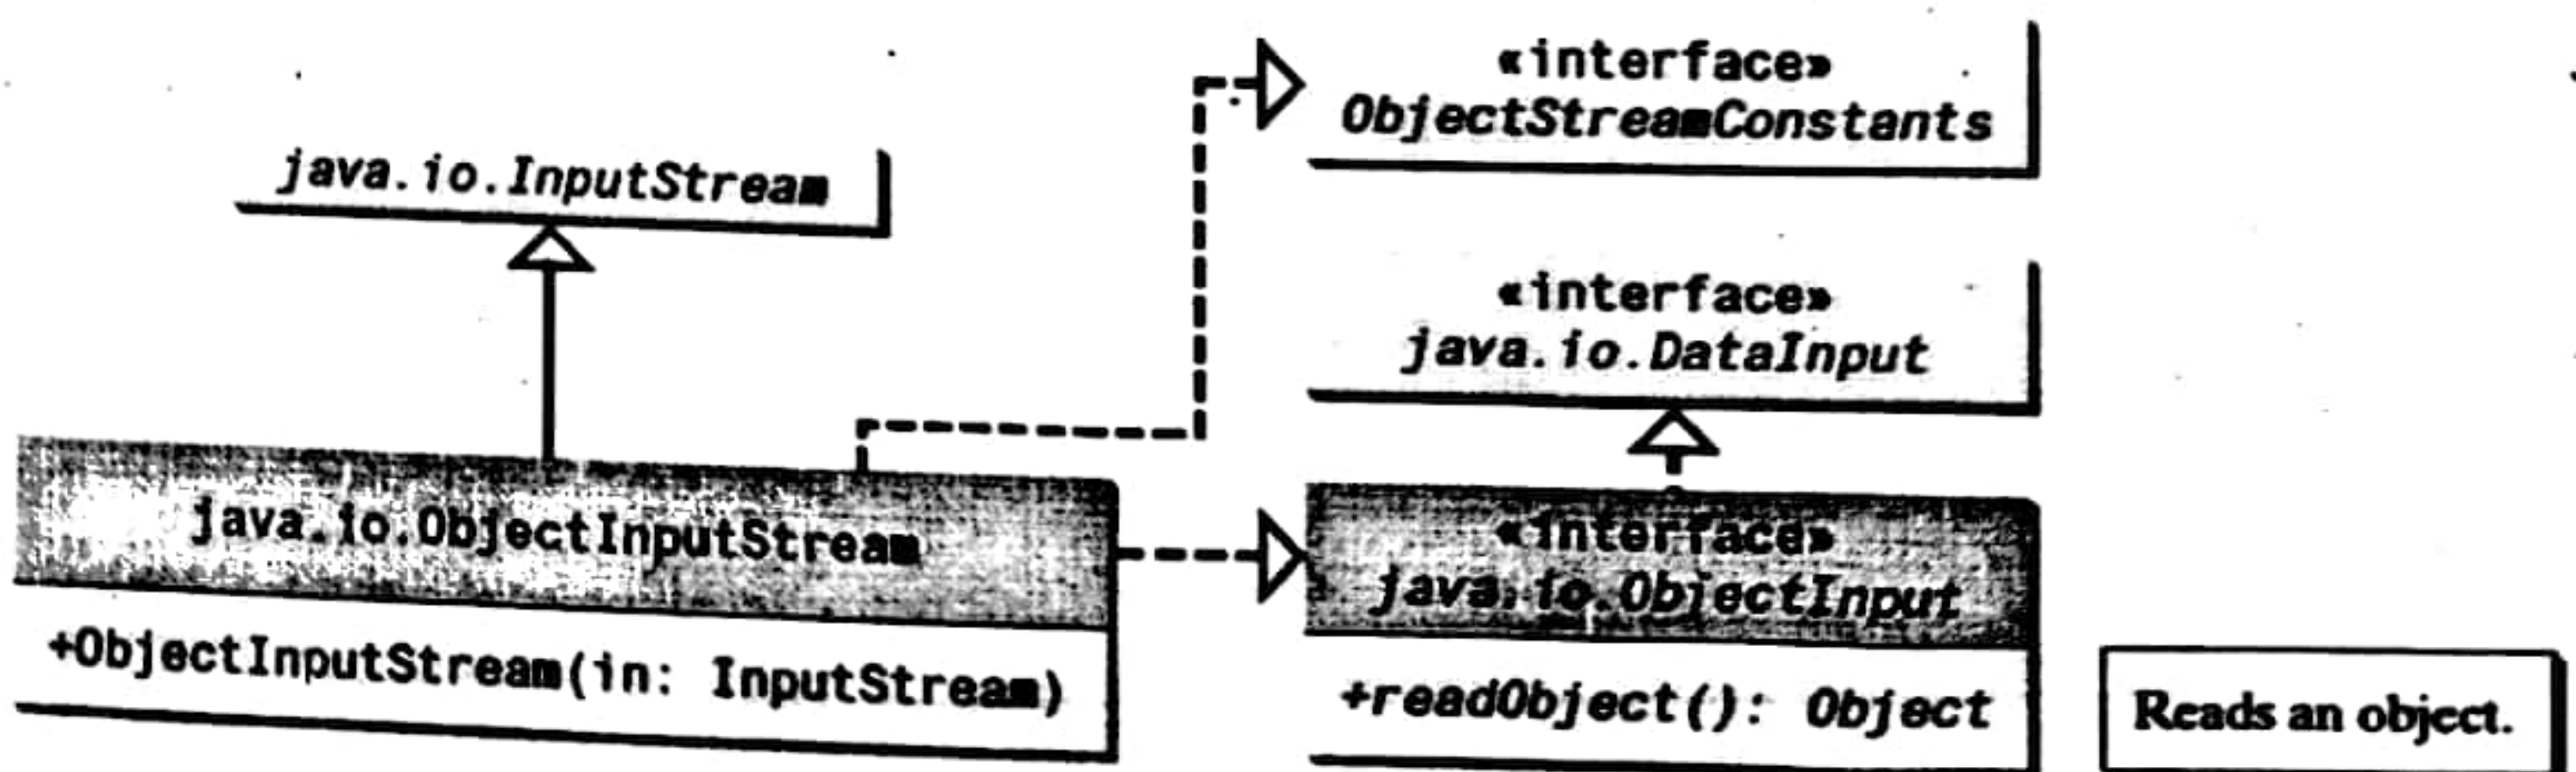 «interface»
ObjectStreamConstants
java.io.InputStream
«interface»
java.io.DataInput
java.io.ObjectInputStream
+ObjectInputStream(in: InputStream)
«interface»
java.io.ObjectInput
+readObject(): Object
Reads an object.